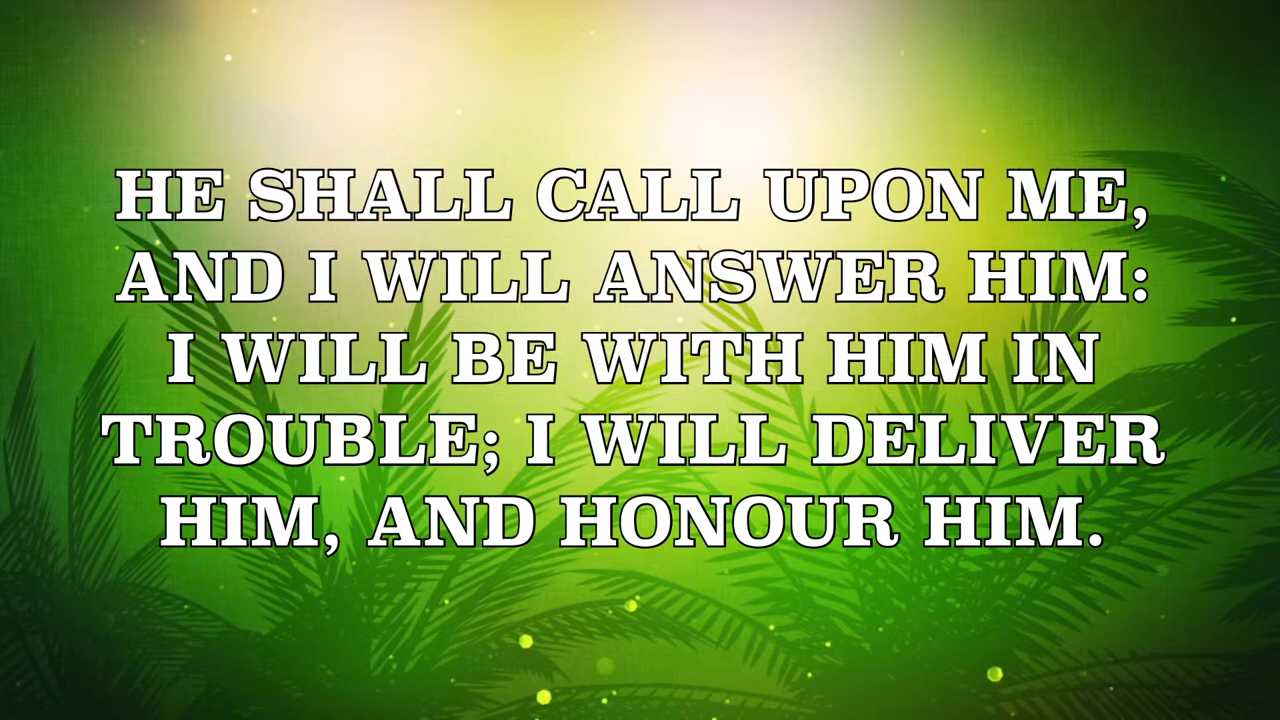 HE SHALL CALL UPON ME,
AND I WILL ANSWER HIM:
I WILL BE WITH HIM IN
TROUBLE; I WILL DELIVER
HIM, AND HONOUR HIM.